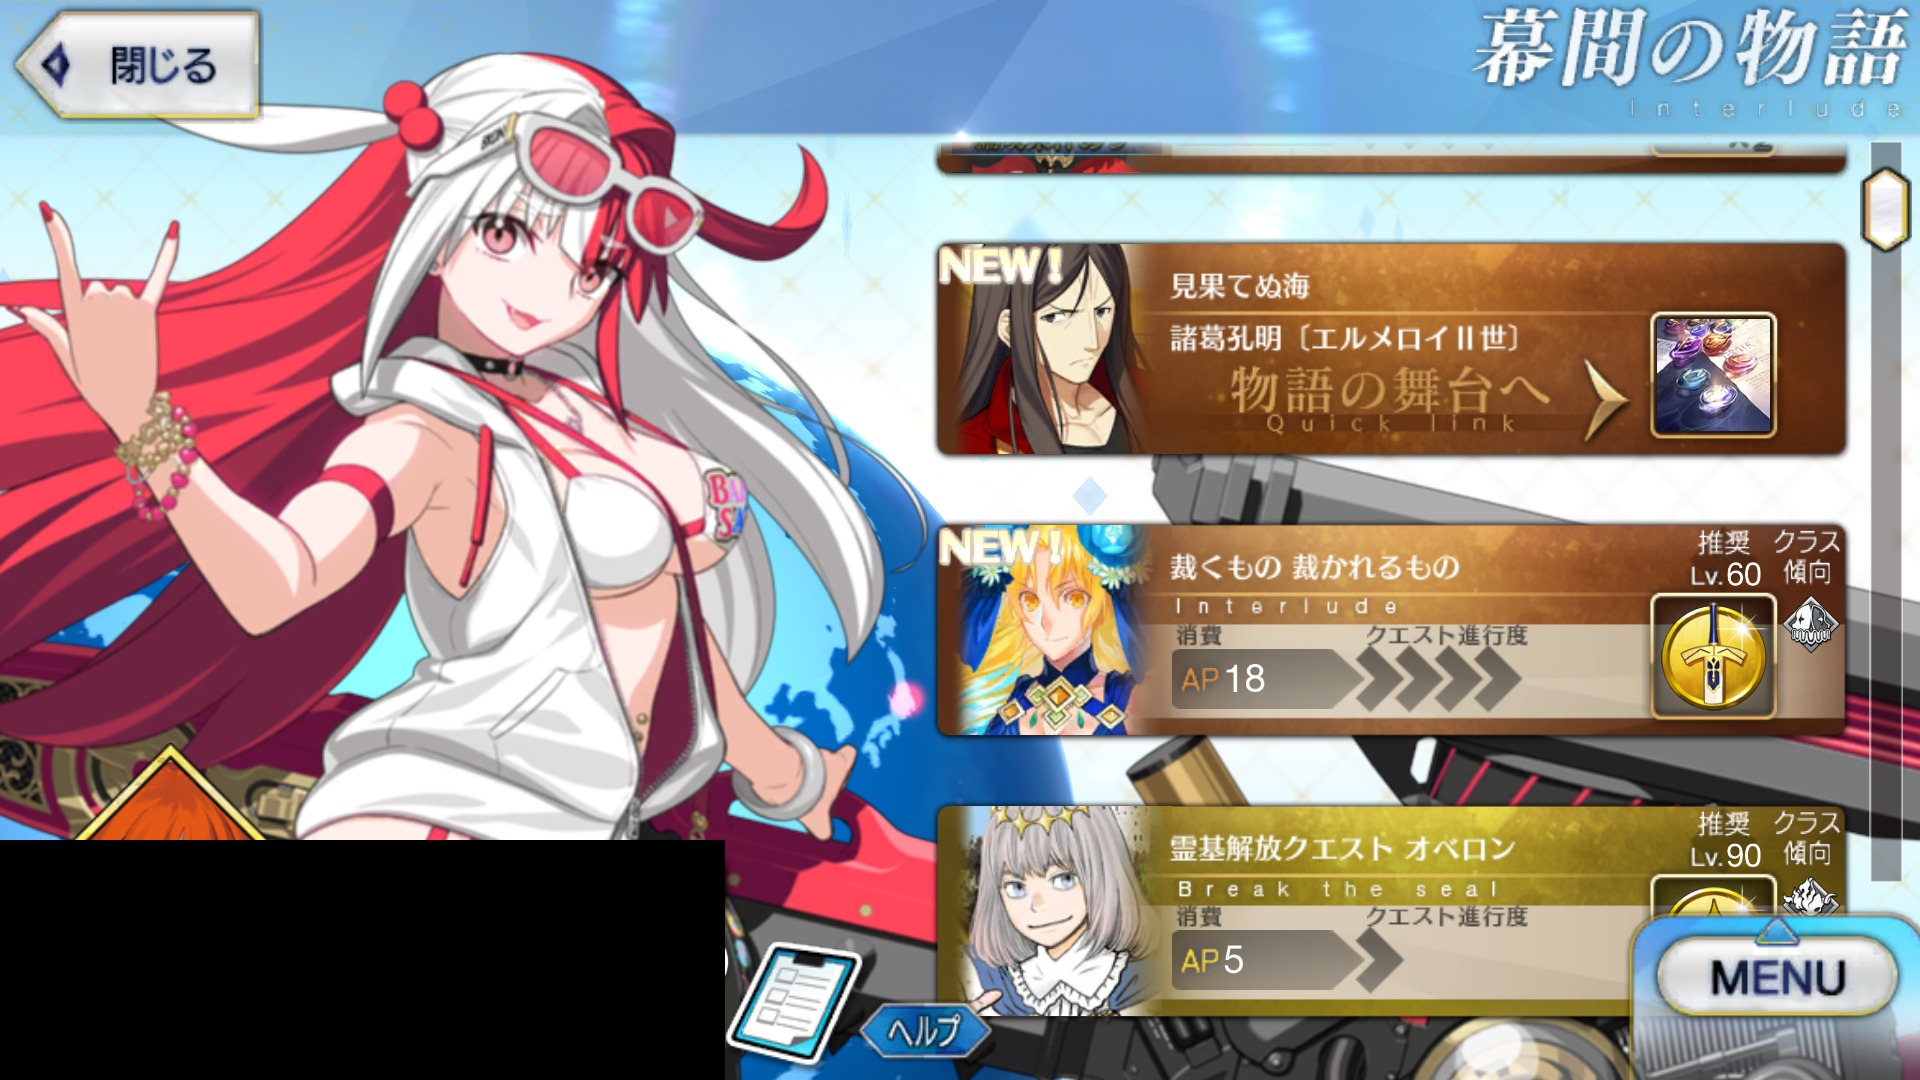 閉じる
幕間の物語
Interlude
NEW!
見果てぬ海
諸葛孔明〔エルメロイⅡ世〕
物語の舞台へ
Quick link
NEW!
裁くもの 裁かれるもの
Interlude
推奨 クラス
Lv.60 傾向
消費 クエスト進行度
AP18
霊基解放クエスト オベロン
Break the seal
推奨 クラス
Lv.90 傾向
消費 クエスト進行度
AP5
ヘルプ
MENU